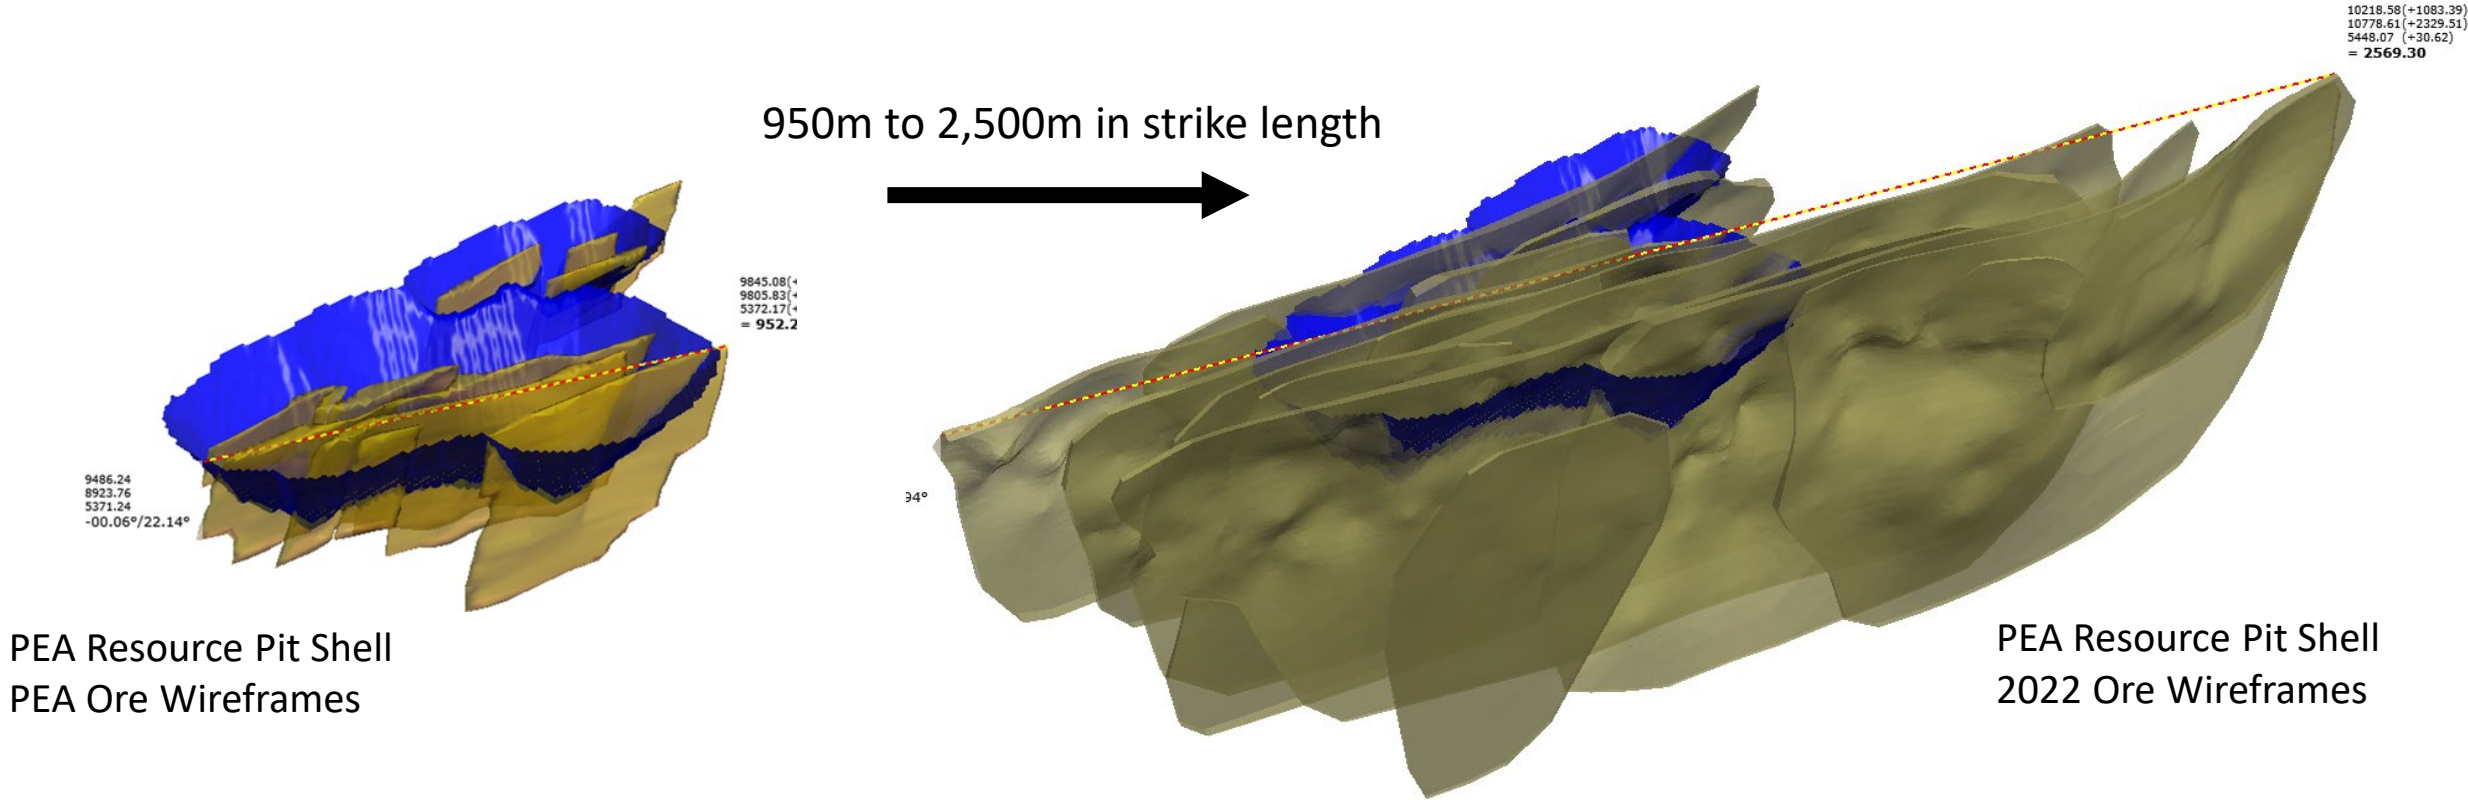 10218.58(+1083.39)
10778.61(+2329.51)
5448.07 (+30.62)
= 2569.30
950m to 2,500m in strike length
9845.08(+
9805.83(+
5372.17(+
= 952.2
9486.24
8923.76
5371.24
-00.06°/22.14°
94°
PEA Resource Pit Shell
PEA Ore Wireframes
PEA Resource Pit Shell
2022 Ore Wireframes